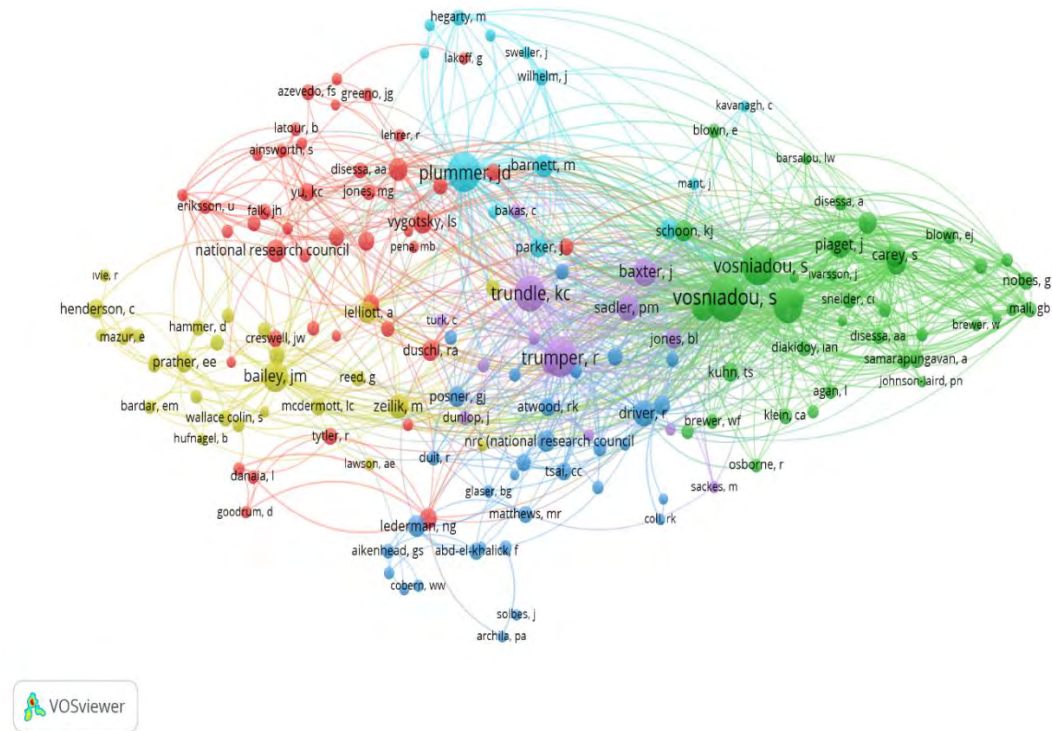 hegarty, m
sweller, j
lakoff, g
wilhelm, j
azevedo, fs
greeno, jg
kavanagh, c
latour, b
lehrer, r
blown, e
ainsworth, s
disessa, aa
plummer, jd
barnett, m
barsalou, lw
yu, kc
jones, mg
mant, j
eriksson, u
falk, jh
vygotsky, ls
bakas, c
disessa, a
pena, mb
schoon, kj
national research council
parker, j
piaget, j
blown, ej
carey, s
ivie, r
baxter, j
vosniadou, s
ivarsson, j
nobes, g
henderson, c
lelliott, a
trundle, kc
vosniadou, s
sneider, ci
mali, gb
hammer, d
turk, c
sadler, pm
brewer, w
mazur, e
creswell, jw
jones, bl
disessa, aa
duschl, ra
trumper, r
diakidoy, ian
samarapungavan, a
prather, ee
bailey, jm
reed, g
posner, gj
kuhn, ts
johnson-laird, pn
agan, l
bardar, em
mcdermott, lc
zeilik, m
atwood, rk
driver, r
klein, ca
wallace colin, s
dunlop, j
brewer, wf
hufnagel, b
tytler, r
nrc (national research council
lawson, ae
duit, r
tsai, cc
osborne, r
danaia, l
glaser, bg
sackes, m
goodrum, d
matthews, mr
coll, rk
lederman, ng
aikenhead, gs
abd-el-khalick, f
cobern, ww
solbes, j
archila, pa
VOSviewer